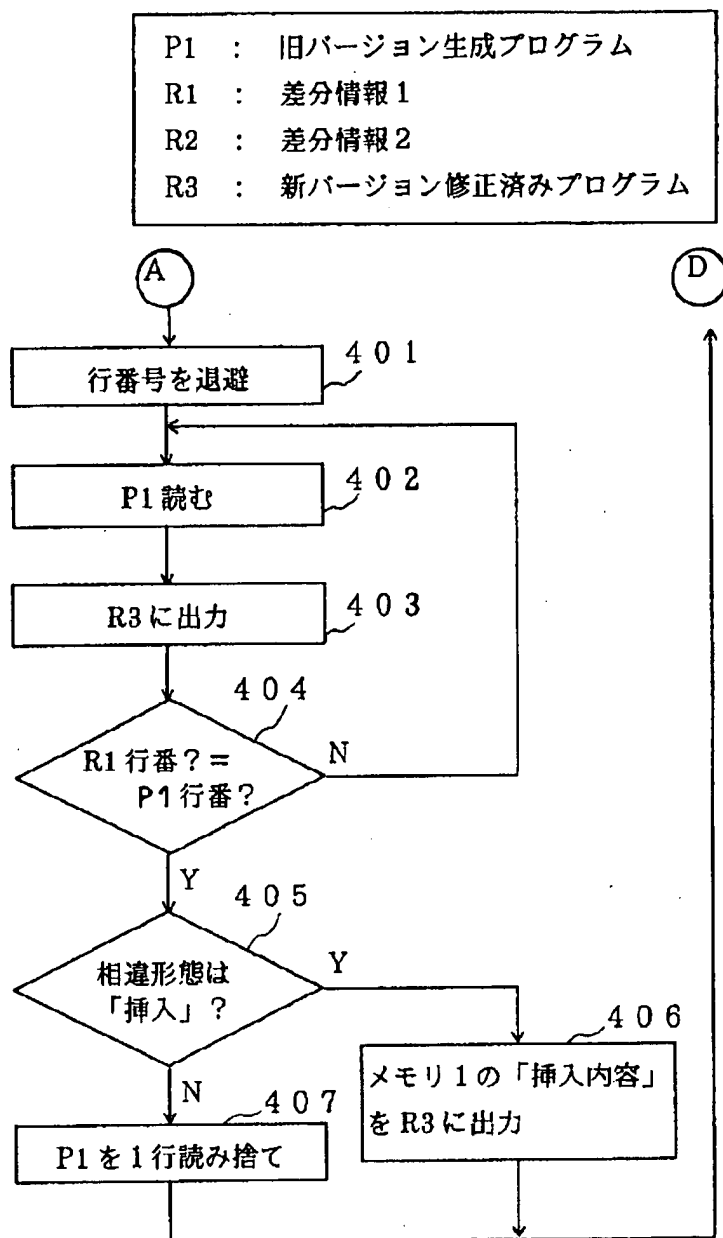 P1 : 旧バージョン生成プログラム
R1 : 差分情報1
R2 : 差分情報2
R3 : 新バージョン修正済みプログラム
A
D
401
行番号を退避
402
P1読む
403
R3に出力
404
R1行番?=
P1行番?
N
Y
405
相違形態は
「挿入」?
Y
406
メモリ1の「挿入内容」
をR3に出力
N
407
P1を1行読み捨て